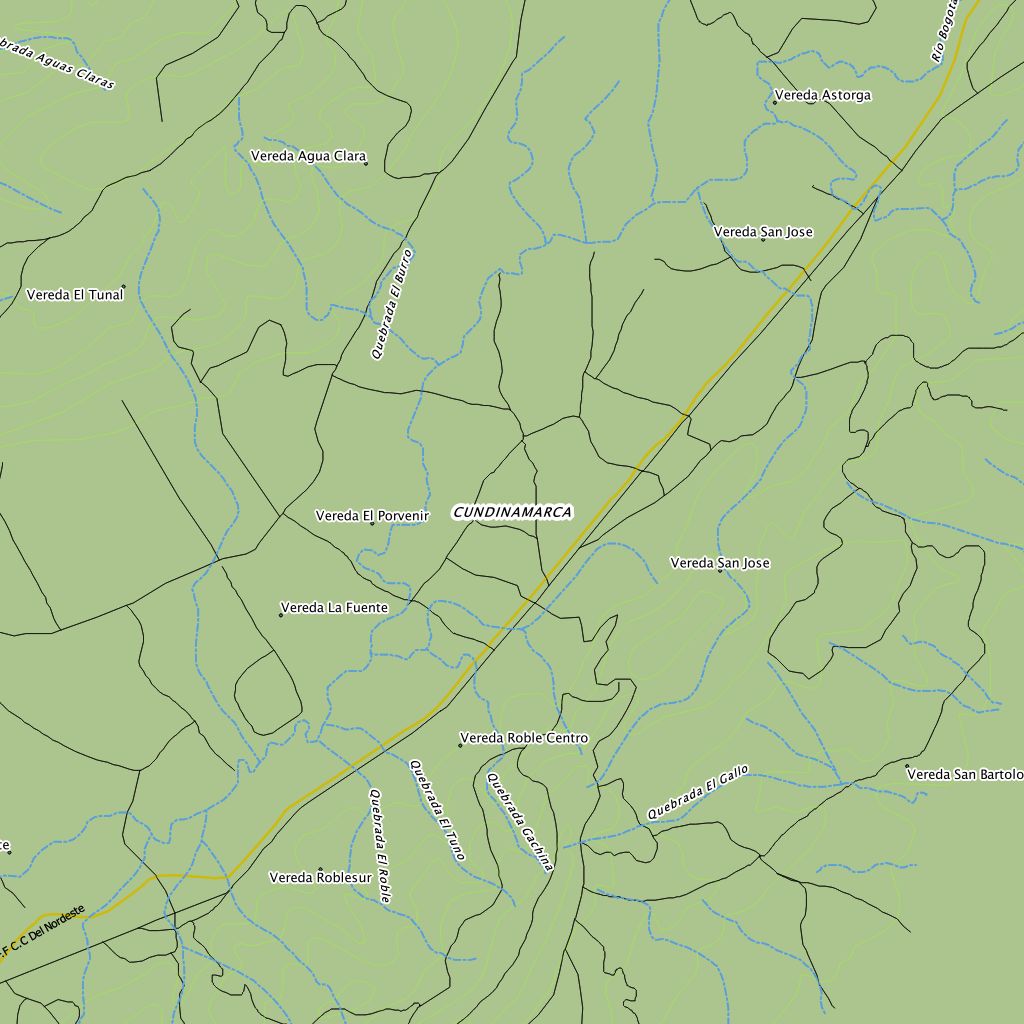 Río Bogotá
ebrada Aguas Claras
Vereda Astorga
Vereda Agua Clara
Vereda San Jose
Vereda El Tunal
Quebrada El Burro
Vereda El Porvenir
CUNDINAMARCA
Vereda San Jose
Vereda La Fuente
Vereda Roble Centro
Quebrada El Gallo
Vereda San Bartolo
Quebrada El Tuno
Quebrada Gachina
Quebrada El Roble
Vereda Roblesur
F.F C.C Del Nordeste